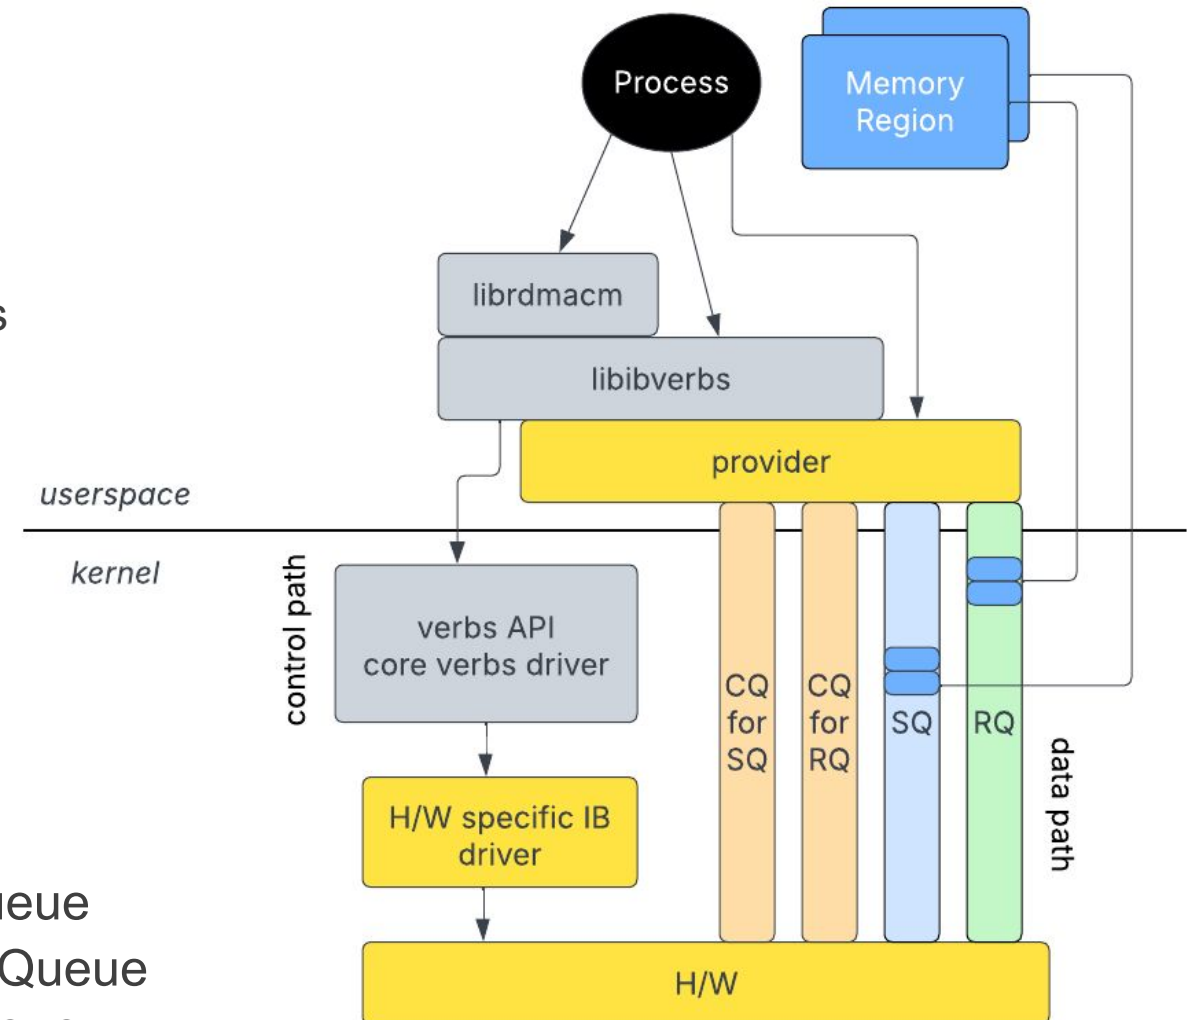 Process
Memory
Region
librdmacm
s
libibverbs
provider
userspace
kernel
control path
verbs API
core verbs driver
CQ
for
SQ
CQ
for
RQ
SQ
RQ
data path
H/W specific IB
driver
ueue
Queue
H/W